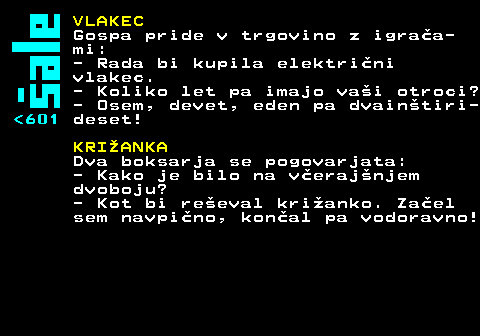 šale
<601
VLAKEC
Gospa pride v trgovino z igrača-
mi:
- Rada bi kupila električni
vlakec.
- Koliko let pa imajo vaši otroci?
- Osem, devet, eden pa dvainštiri-
deset!
KRIŽANKA
Dva boksarja se pogovarjata:
- Kako je bilo na včerajšnjem
dvoboju?
- Kot bi reševal križanko. Začel
sem navpično, končal pa vodoravno!